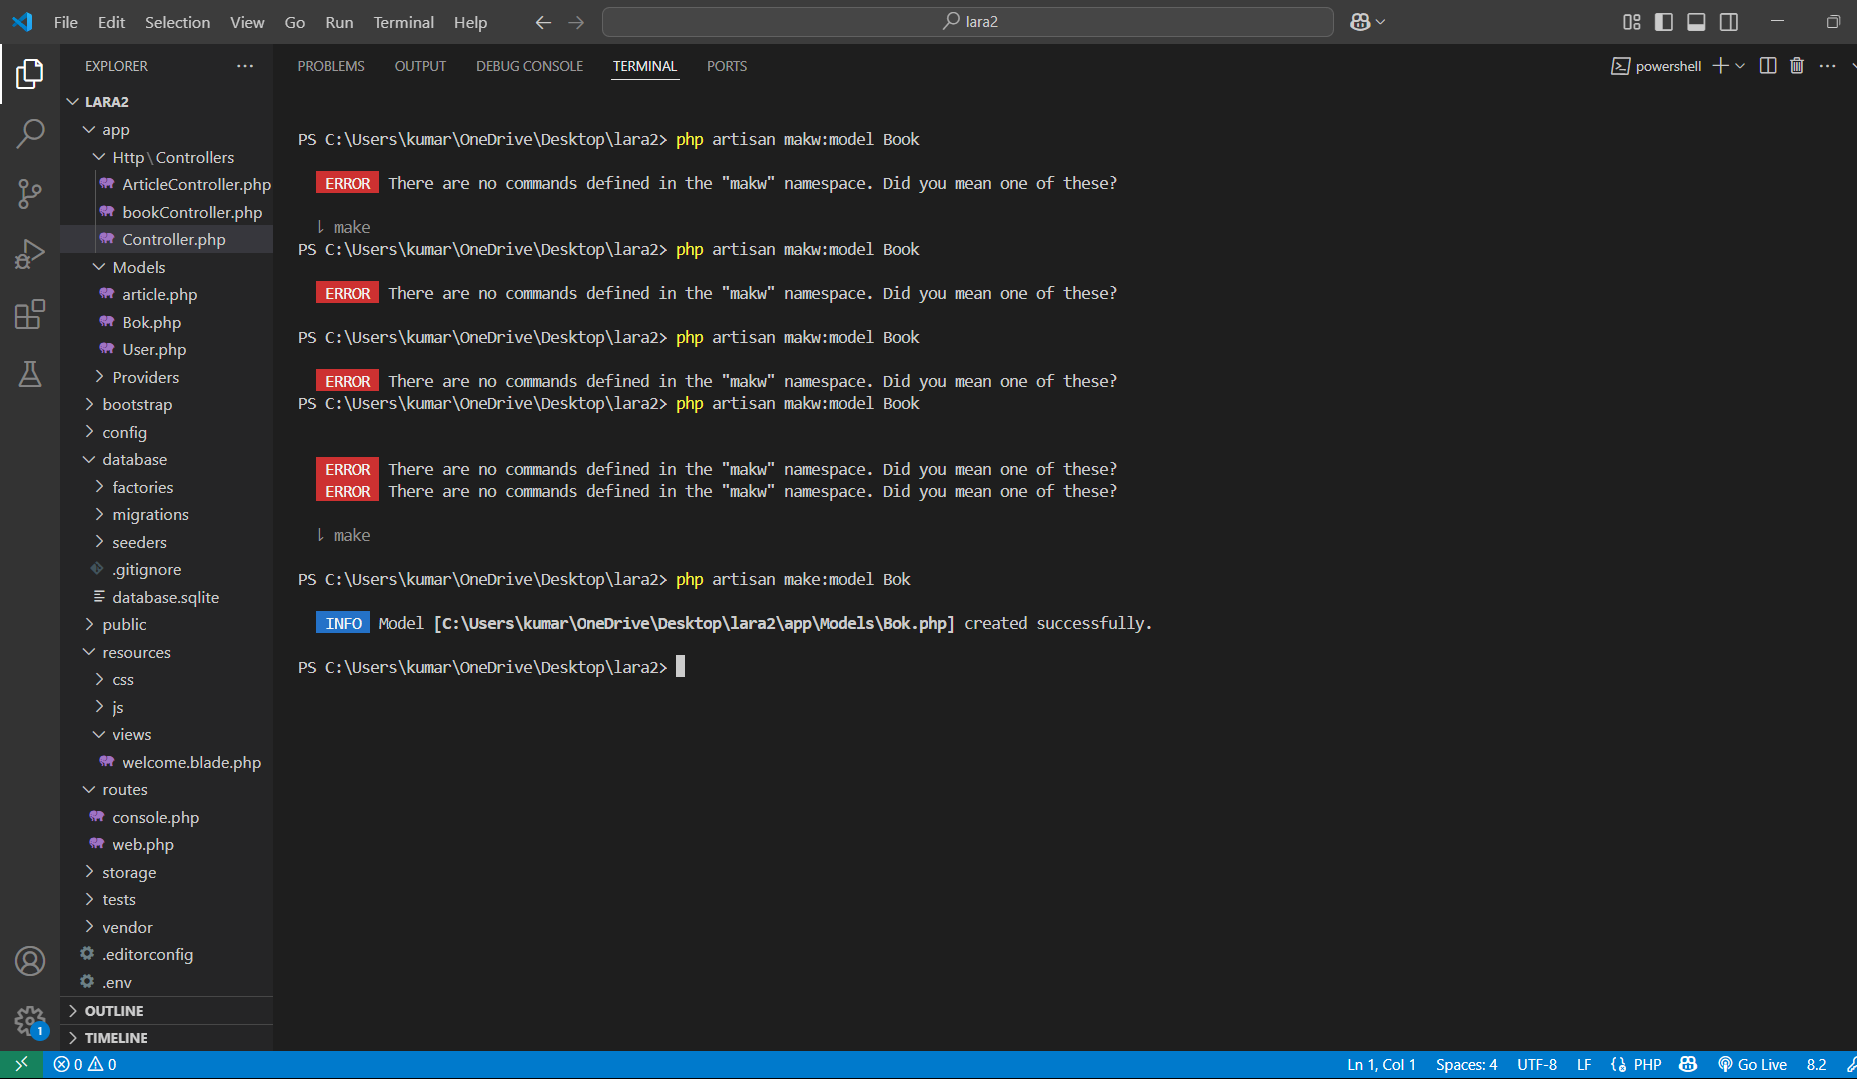 File Edit Selection View Go Run Terminal Help
lara2
EXPLORER
LARA2
app
Http\Controllers
ArticleController.php
bookController.php
Controller.php
Models
article.php
Bok.php
User.php
Providers
bootstrap
config
database
factories
migrations
seeders
.gitignore
database.sqlite
public
resources
css
js
views
welcome.blade.php
routes
console.php
web.php
storage
tests
vendor
.editorconfig
.env
OUTLINE
TIMELINE
PROBLEMS OUTPUT DEBUG CONSOLE TERMINAL PORTS
powershell
PS C:\Users\kumar\OneDrive\Desktop\lara2> php artisan makw:model Book
ERROR There are no commands defined in the "makw" namespace. Did you mean one of these?
⇂ make
PS C:\Users\kumar\OneDrive\Desktop\lara2> php artisan makw:model Book
ERROR There are no commands defined in the "makw" namespace. Did you mean one of these?
PS C:\Users\kumar\OneDrive\Desktop\lara2> php artisan makw:model Book
ERROR There are no commands defined in the "makw" namespace. Did you mean one of these?
PS C:\Users\kumar\OneDrive\Desktop\lara2> php artisan makw:model Book
ERROR There are no commands defined in the "makw" namespace. Did you mean one of these?
ERROR There are no commands defined in the "makw" namespace. Did you mean one of these?
⇂ make
PS C:\Users\kumar\OneDrive\Desktop\lara2> php artisan make:model Bok
INFO Model [C:\Users\kumar\OneDrive\Desktop\lara2\app\Models\Bok.php] created successfully.
PS C:\Users\kumar\OneDrive\Desktop\lara2>
1
0 0
Ln 1, Col 1 Spaces: 4 UTF-8 LF PHP Go Live 8.2